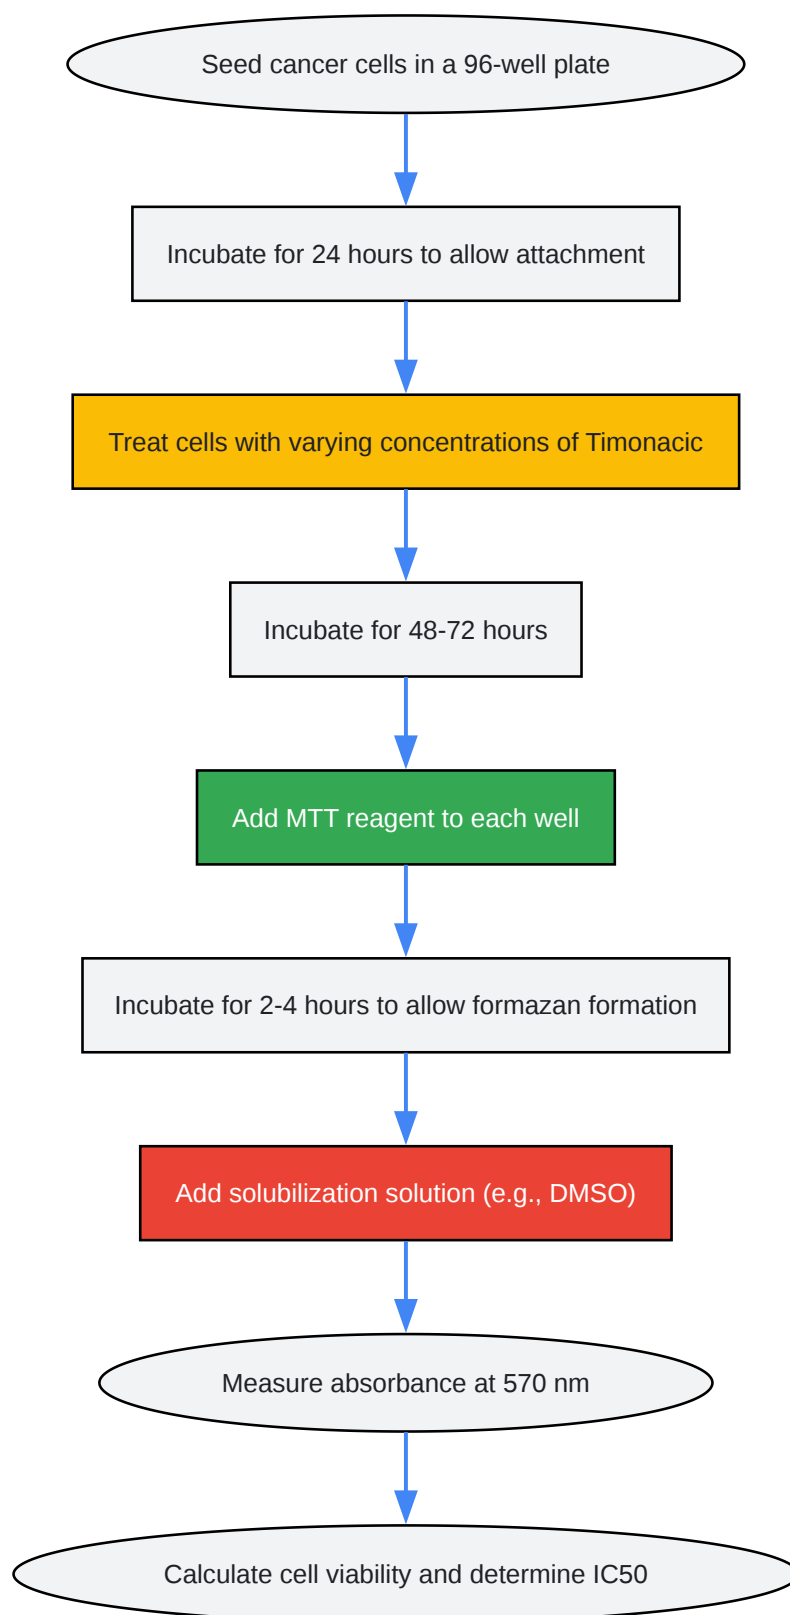 Seed cancer cells in a 96-well plate
Incubate for 24 hours to allow attachment
Treat cells with varying concentrations of Timonacic
Incubate for 48-72 hours
Add MTT reagent to each well
Incubate for 2-4 hours to allow formazan formation
Add solubilization solution (e.g., DMSO)
Measure absorbance at 570 nm
Calculate cell viability and determine IC50